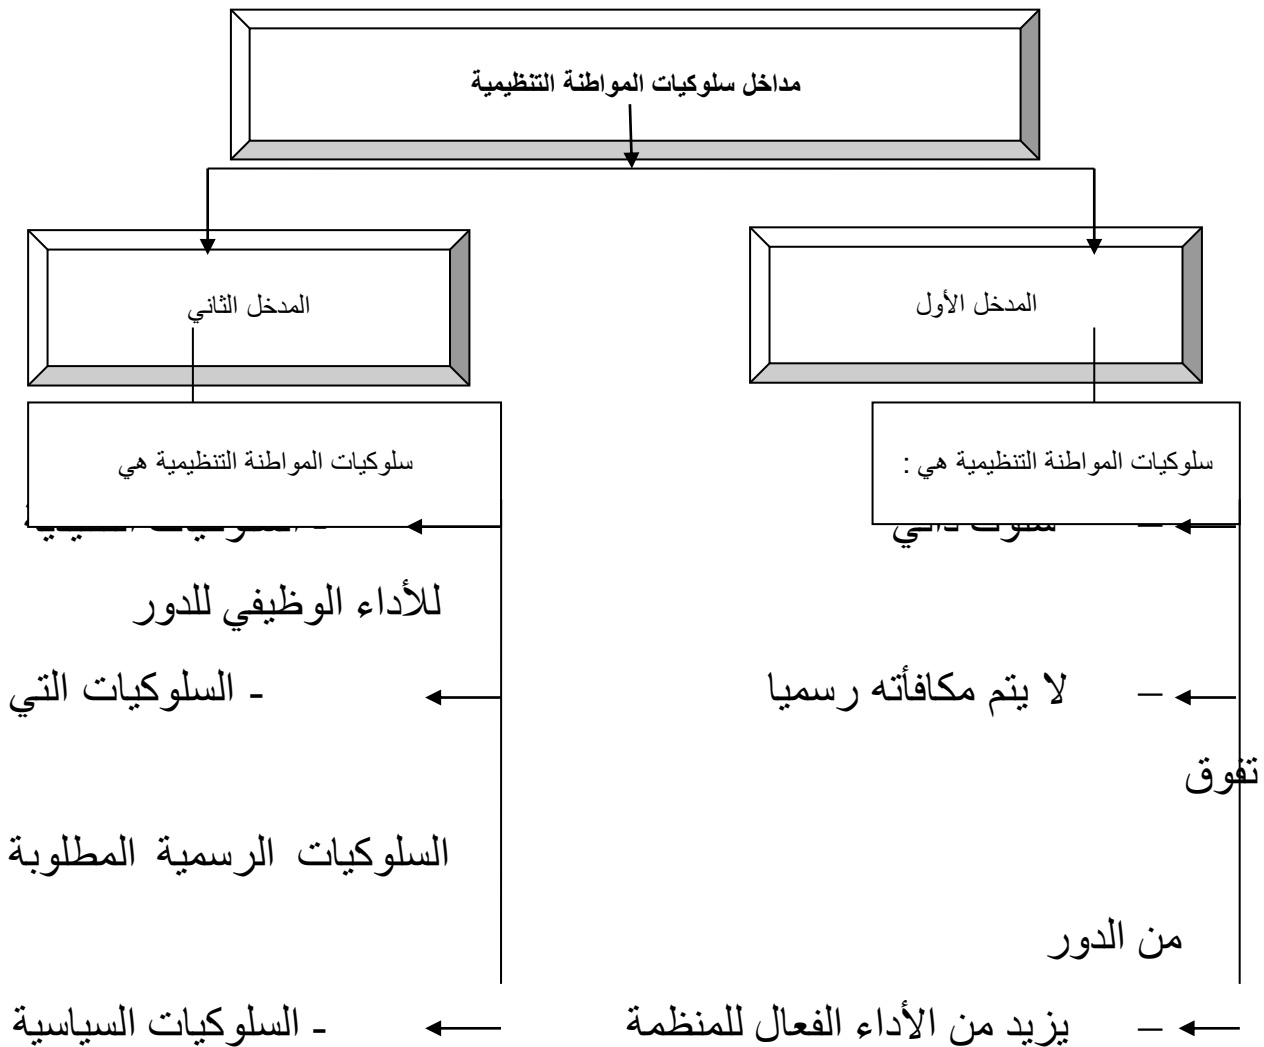 مداخل سلوكيات المواطنة التنظيمية
المدخل الأول
المدخل الثاني
سلوكيات المواطنة التنظيمية هي :
سلوكيات المواطنة التنظيمية هي
–
-
للأداء الوظيفي للدور
– لا يتم مكافأته رسميا
- السلوكيات التي
تفوق
السلوكيات الرسمية المطلوبة
من الدور
– يزيد من الأداء الفعال للمنظمة
- السلوكيات السياسية